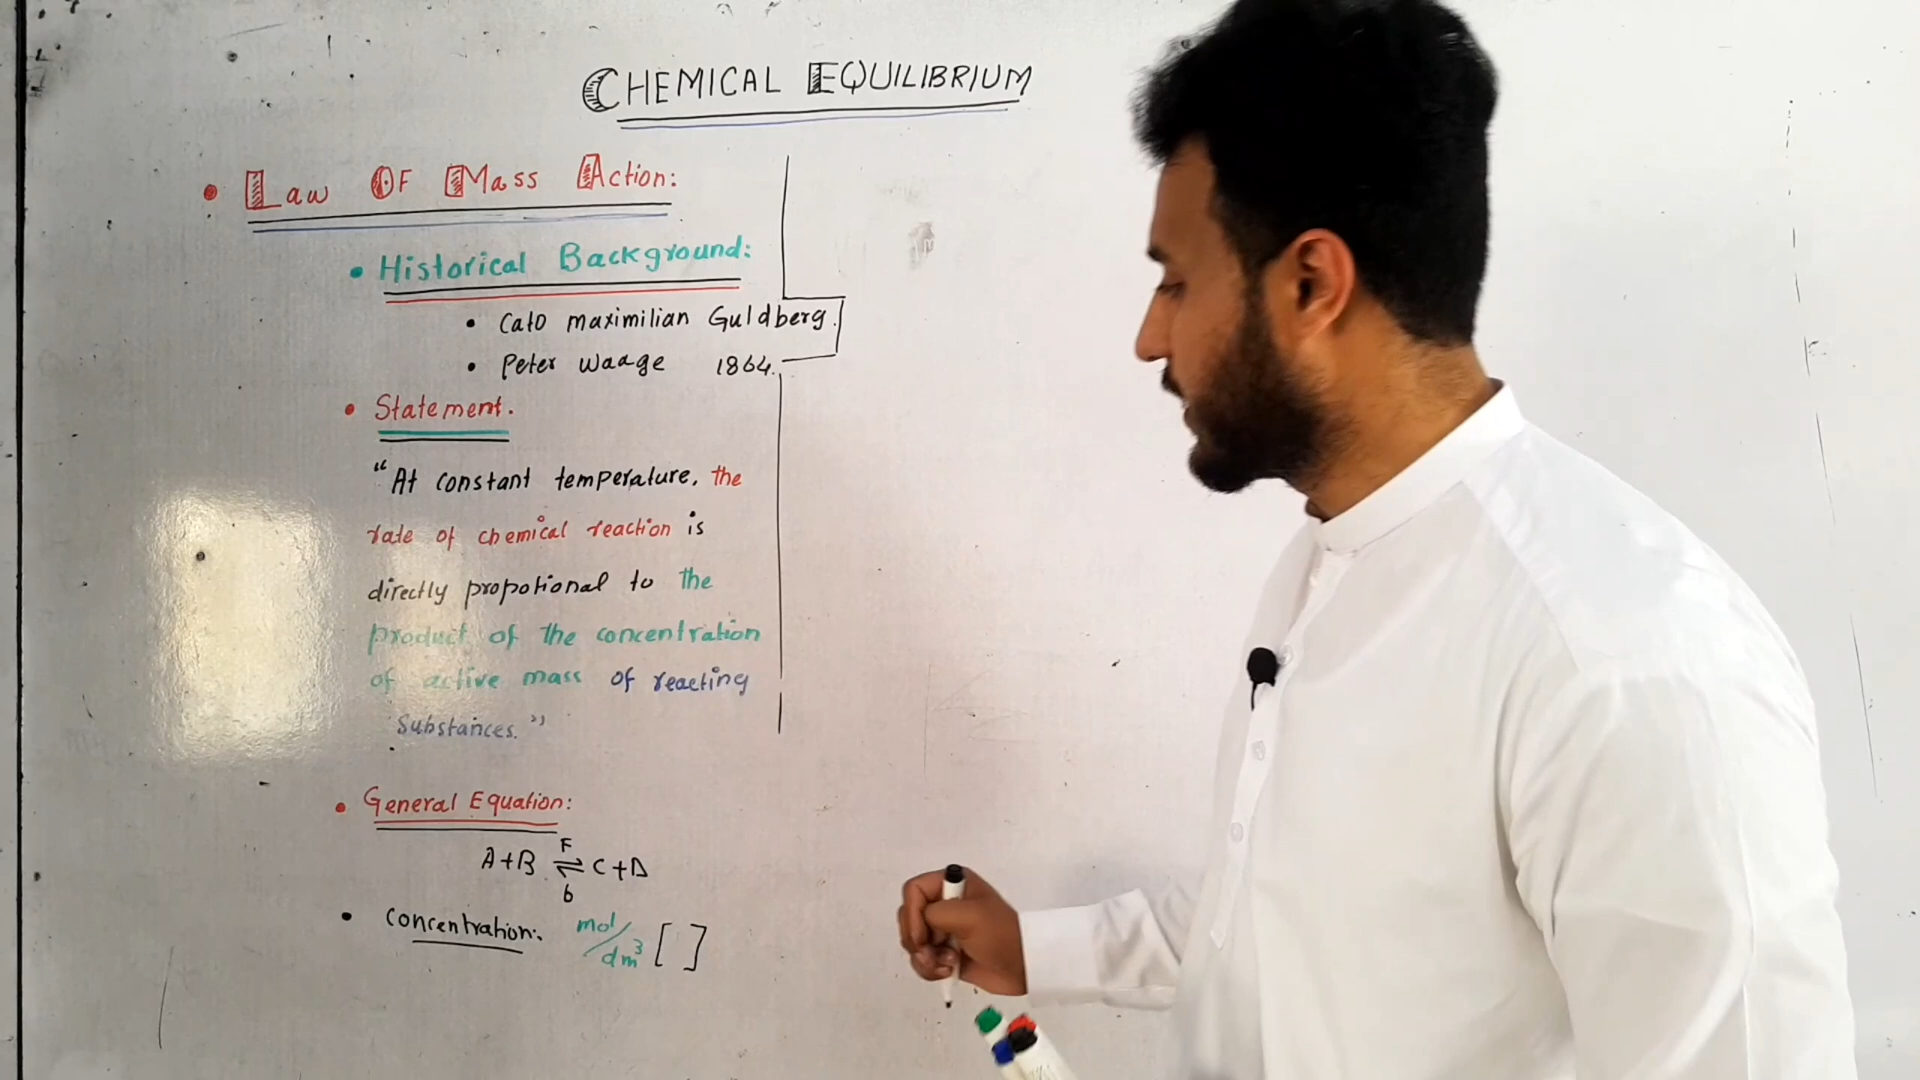 CHEMICAL EQUILIBRIUM
• LAW OF MASS ACTION:
• Historical Background:
• Cato maximilian Guldberg.
• Peter Waage 1864.
• Statement.
“At constant temperature, the
rate of chemical reaction is
directly propotional to the
product of the concentration
of active mass of reacting
Substances.”
• General Equation:
F
A+B ⇌ C+D
b
• Concentration: mol/dm³ [ ]